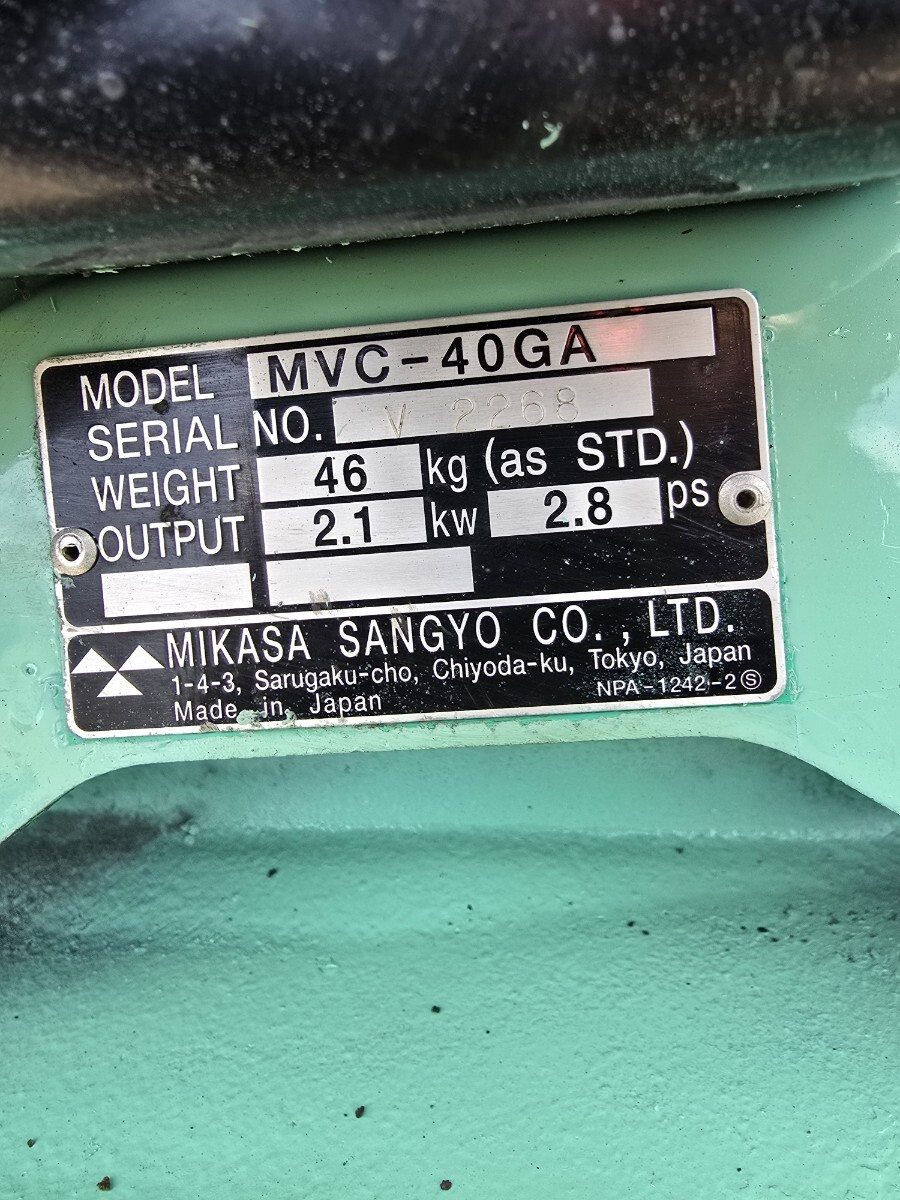 MODEL MVC-40GA
SERIAL NO. V 2268
WEIGHT 46 kg (as STD.)
OUTPUT 2.1 kw 2.8 ps
MIKASA SANGYO CO., LTD.
1-4-3, Sarugaku-cho, Chiyoda-ku, Tokyo, Japan
Made in Japan NPA-1242-2Ⓢ